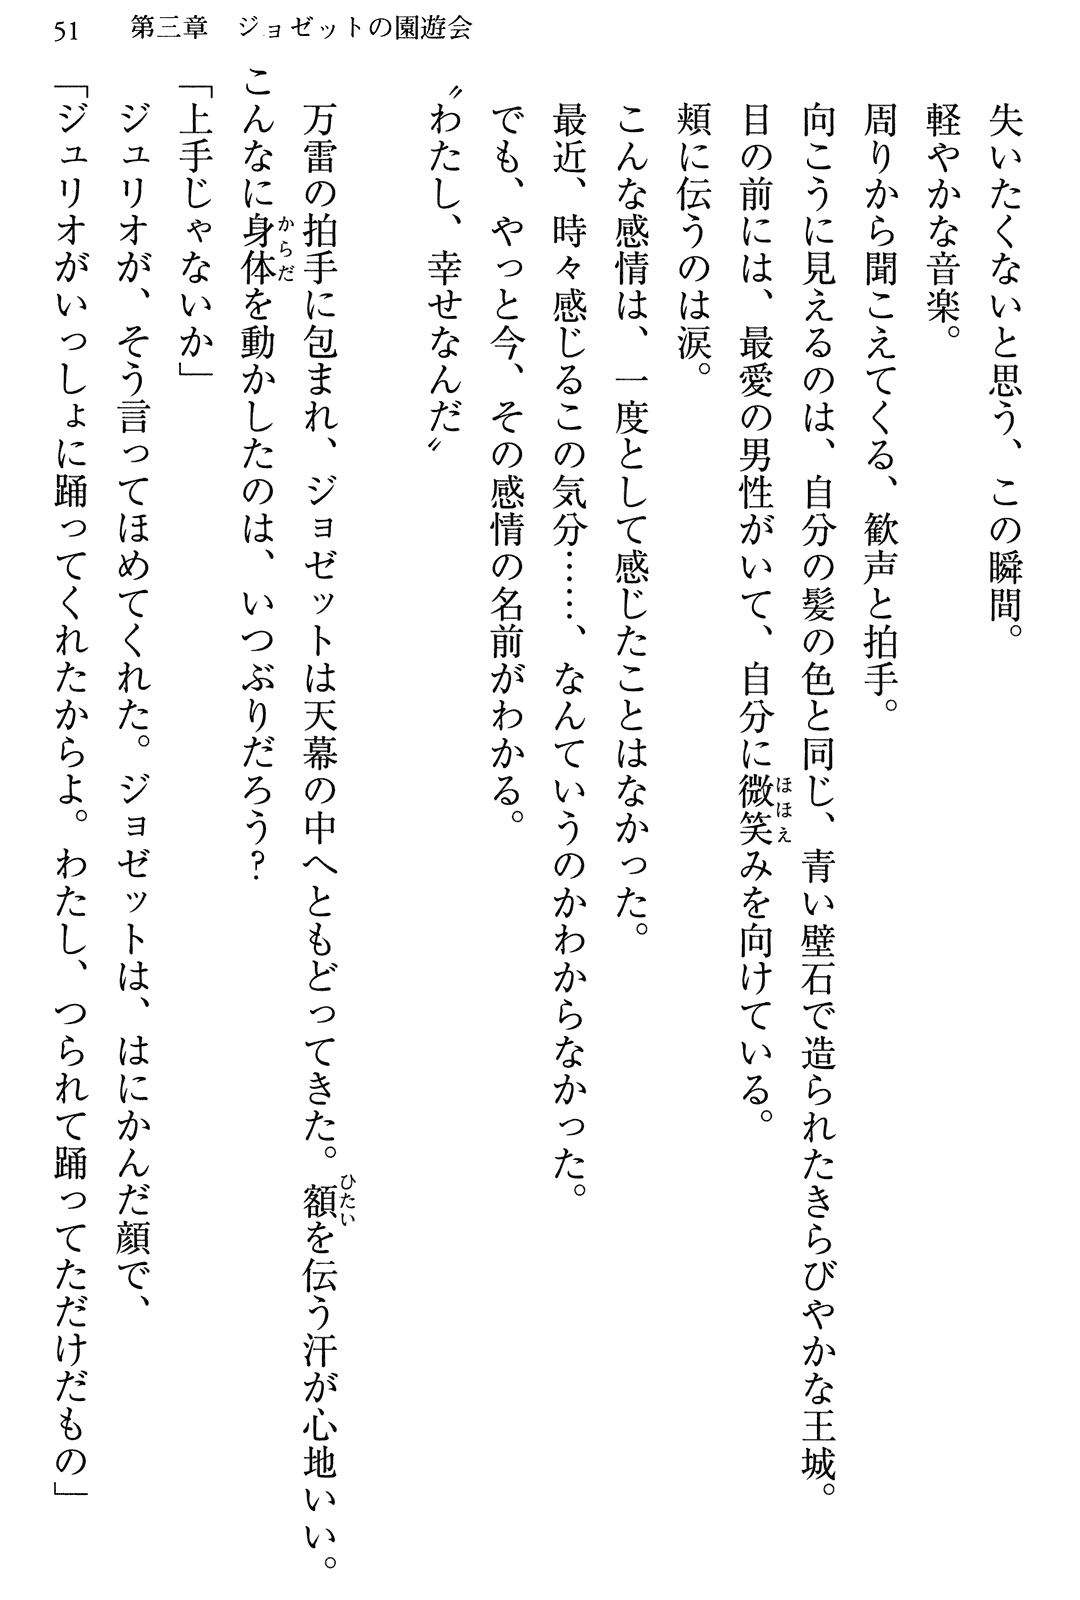 51　第三章　ジョゼットの園遊会
失いたくないと思う、この瞬間。
軽やかな音楽。
周りから聞こえてくる、歓声と拍手。
向こうに見えるのは、自分の髪の色と同じ、青い壁石で造られたきらびやかな王城。
目の前には、最愛の男性がいて、自分に微笑みを向けている。
頬に伝うのは涙。
こんな感情は、一度として感じたことはなかった。
最近、時々感じるこの気分……、なんていうのかわからなかった。
でも、やっと今、その感情の名前がわかる。
〝わたし、幸せなんだ〟
万雷の拍手に包まれ、ジョゼットは天幕の中へともどってきた。額を伝う汗が心地いい。
こんなに身体を動かしたのは、いつぶりだろう？
「上手じゃないか」
ジュリオが、そう言ってほめてくれた。ジョゼットは、はにかんだ顔で、
「ジュリオがいっしょに踊ってくれたからよ。わたし、つられて踊ってただけだもの」